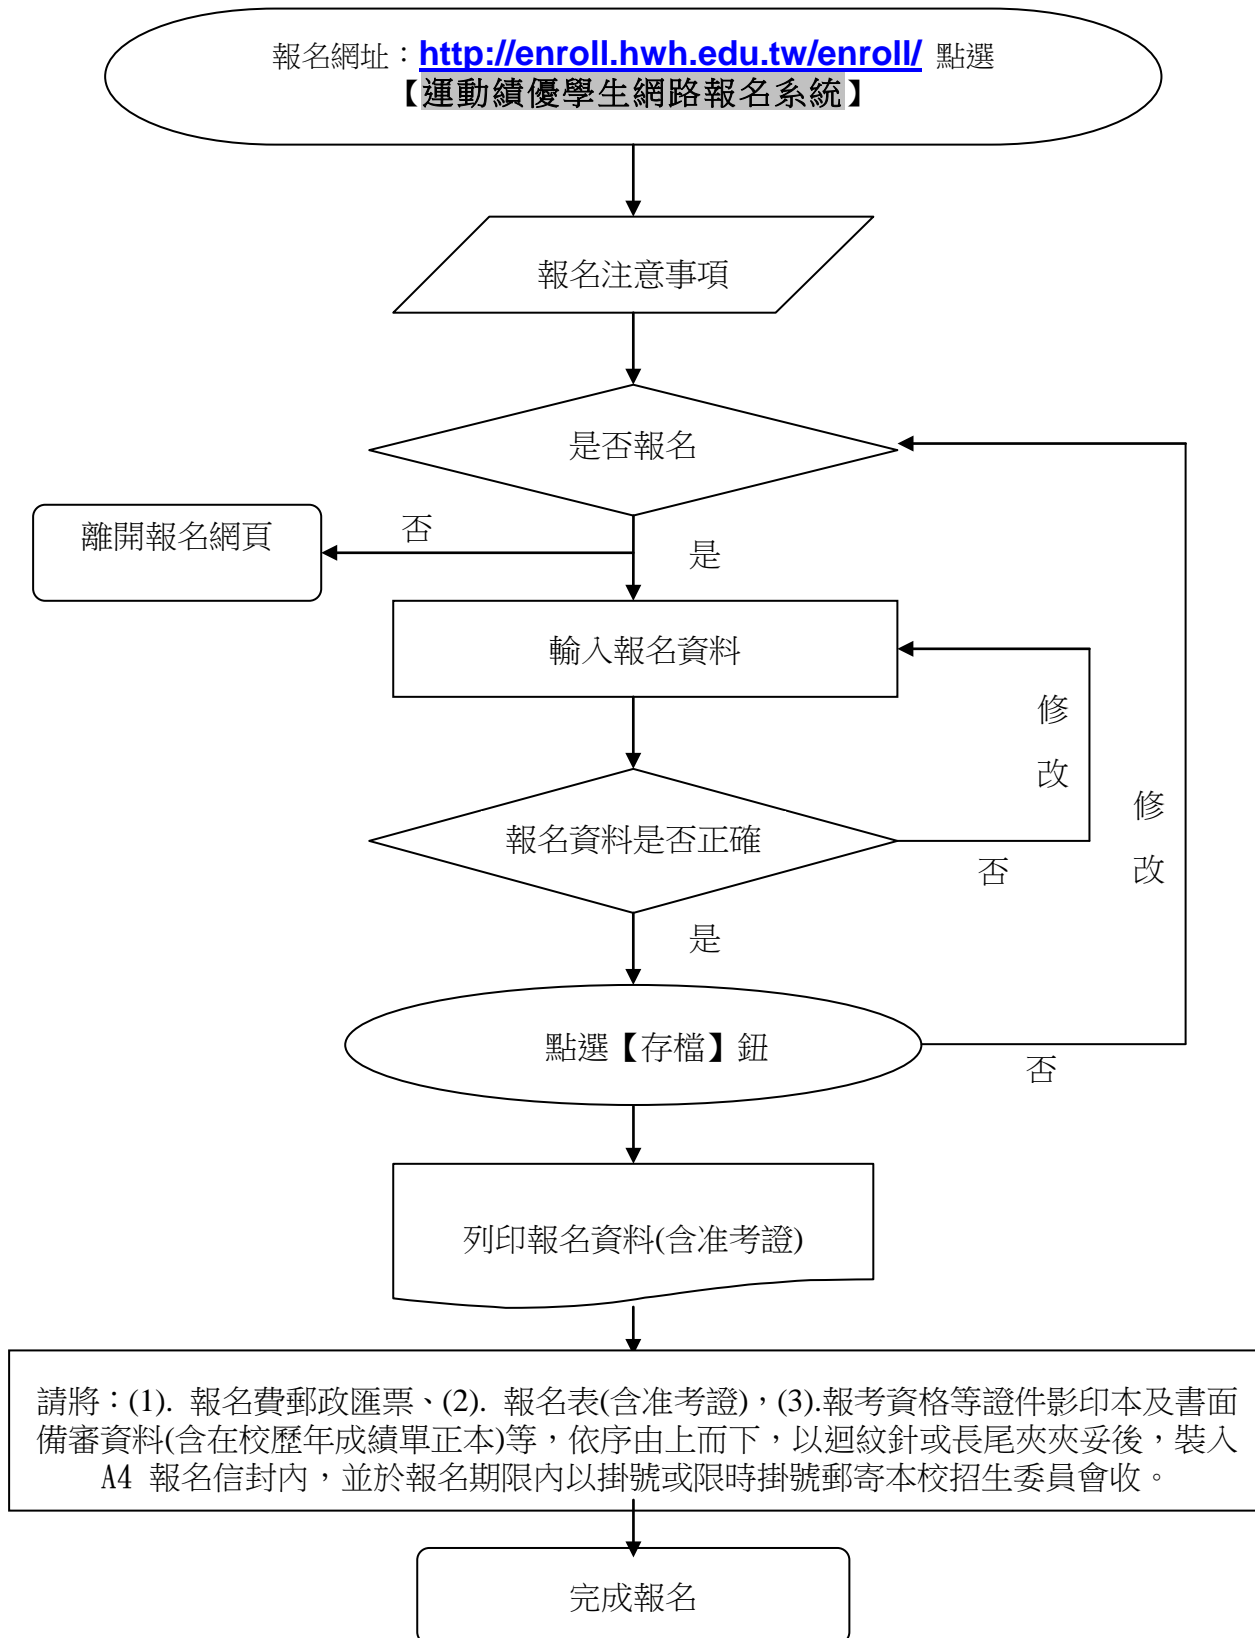 報名網址：http://enroll.hwh.edu.tw/enroll/ 點選
【運動績優學生網路報名系統】
報名注意事項
是否報名
離開報名網頁
否
是
輸入報名資料
修
改
修
改
報名資料是否正確
否
是
點選【存檔】鈕
否
列印報名資料(含准考證)
請將：(1). 報名費郵政匯票、(2). 報名表(含准考證)，(3).報考資格等證件影印本及書面
備審資料(含在校歷年成績單正本)等，依序由上而下，以迴紋針或長尾夾夾妥後，裝入
A4 報名信封內，並於報名期限內以掛號或限時掛號郵寄本校招生委員會收。
完成報名